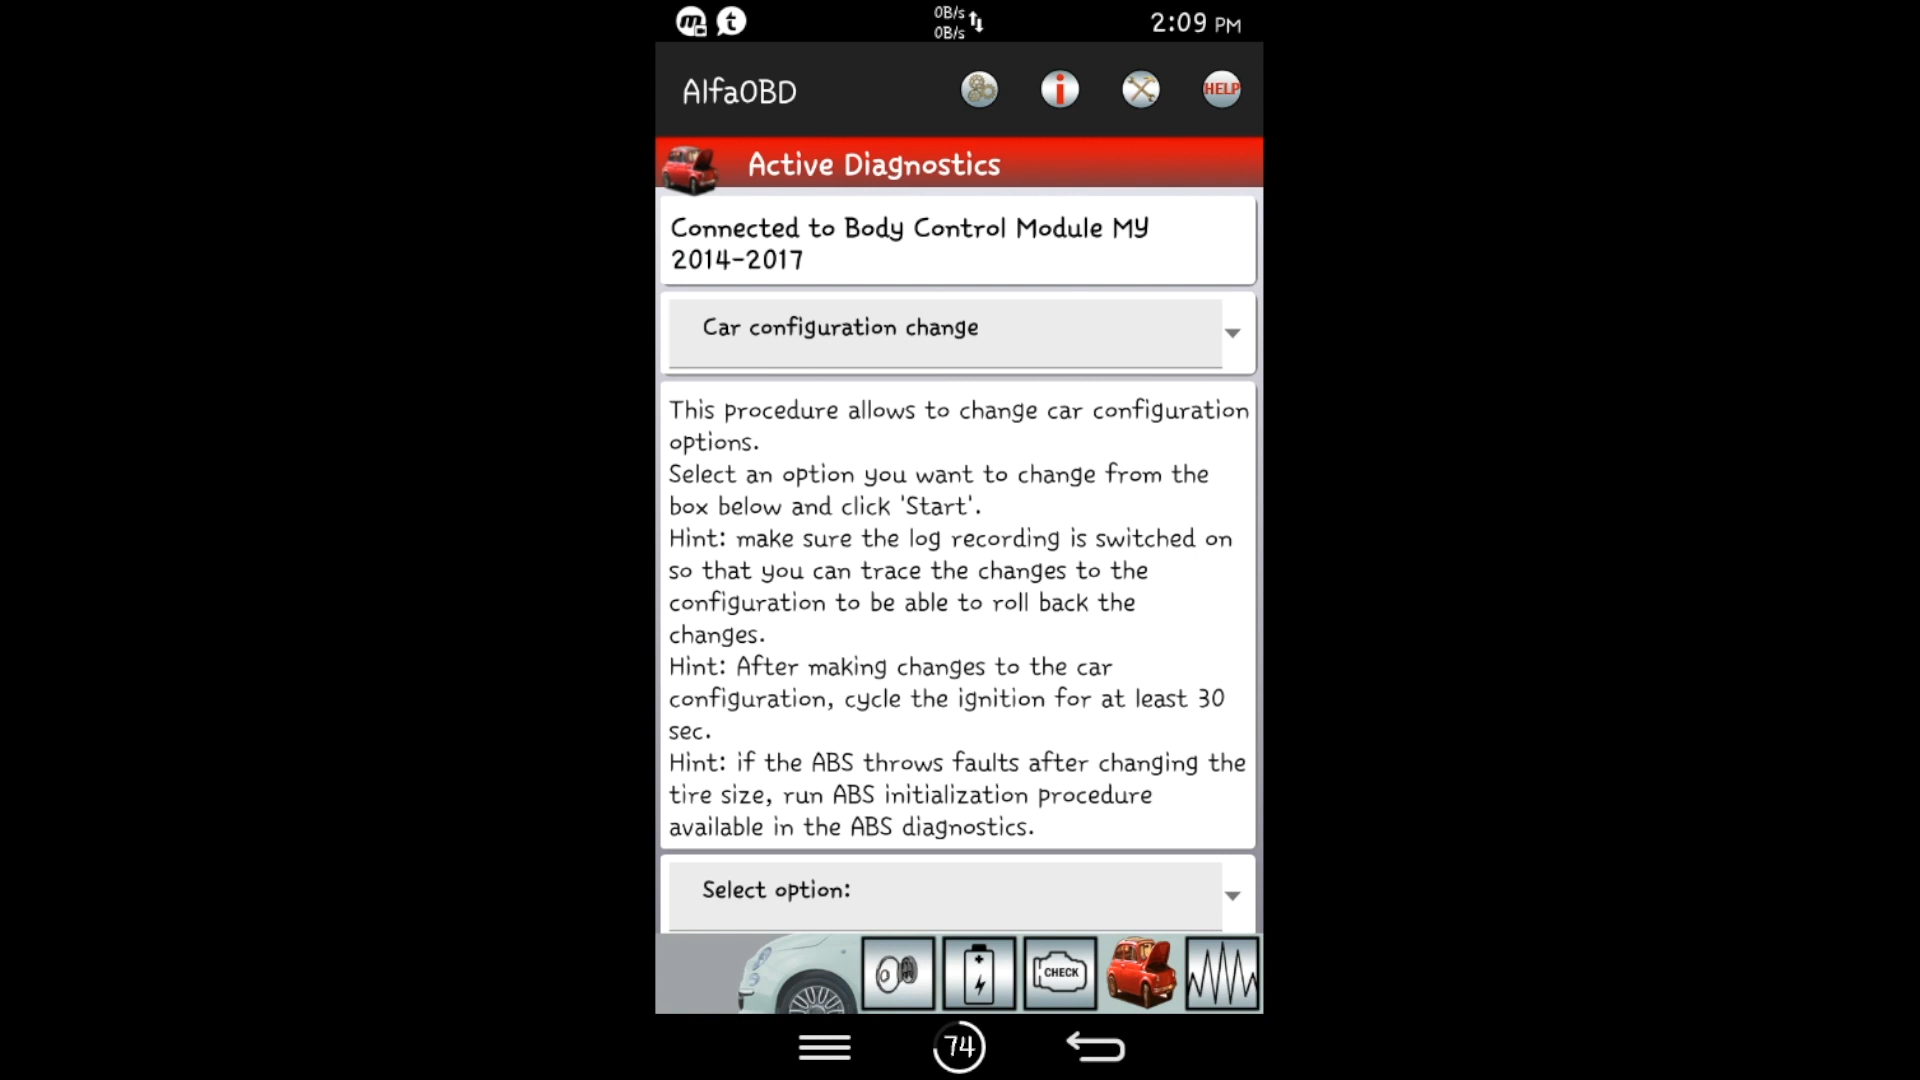 0B/s
0B/s
2:09 PM
AlfaOBD
HELP
Active Diagnostics
Connected to Body Control Module MY
2014-2017
Car configuration change
This procedure allows to change car configuration
options.
Select an option you want to change from the
box below and click 'Start'.
Hint: make sure the log recording is switched on
so that you can trace the changes to the
configuration to be able to roll back the
changes.
Hint: After making changes to the car
configuration, cycle the ignition for at least 30
sec.
Hint: if the ABS throws faults after changing the
tire size, run ABS initialization procedure
available in the ABS diagnostics.
Select option:
CHECK
74